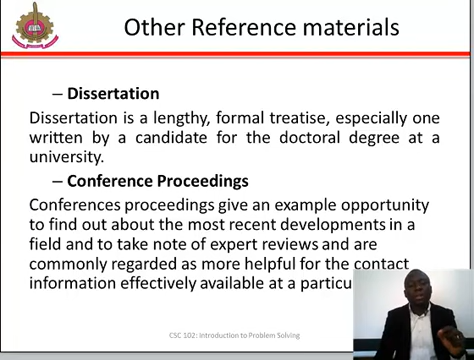 Other Reference materials
– Dissertation
Dissertation is a lengthy, formal treatise, especially one
written by a candidate for the doctoral degree at a
university.
– Conference Proceedings
Conferences proceedings give an example opportunity
to find out about the most recent developments in a
field and to take note of expert reviews and are
commonly regarded as more helpful for the contact
information effectively available at a
CSC 102: Introduction to Problem Solving